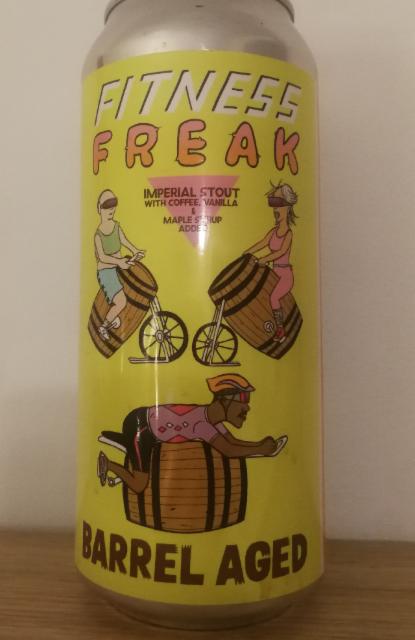 FITNESS
FREAK
IMPERIAL STOUT
WITH COFFEE, VANILLA
&
MAPLE SYRUP
ADDED
BARREL AGED